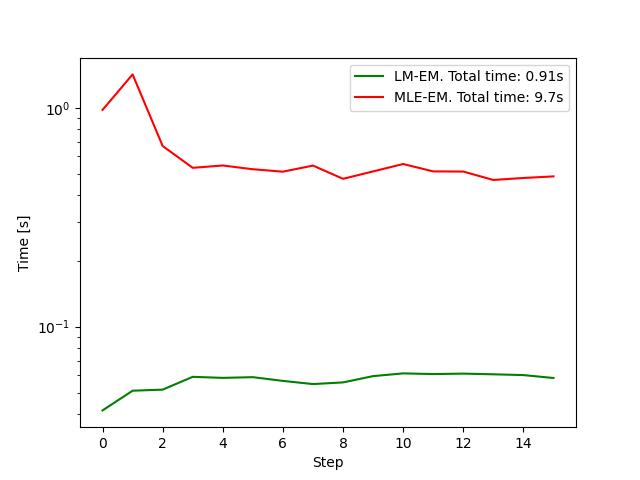 LM-EM. Total time: 0.91s
MLE-EM. Total time: 9.7s
10⁰
10⁻¹
Time [s]
0 2 4 6 8 10 12 14
Step